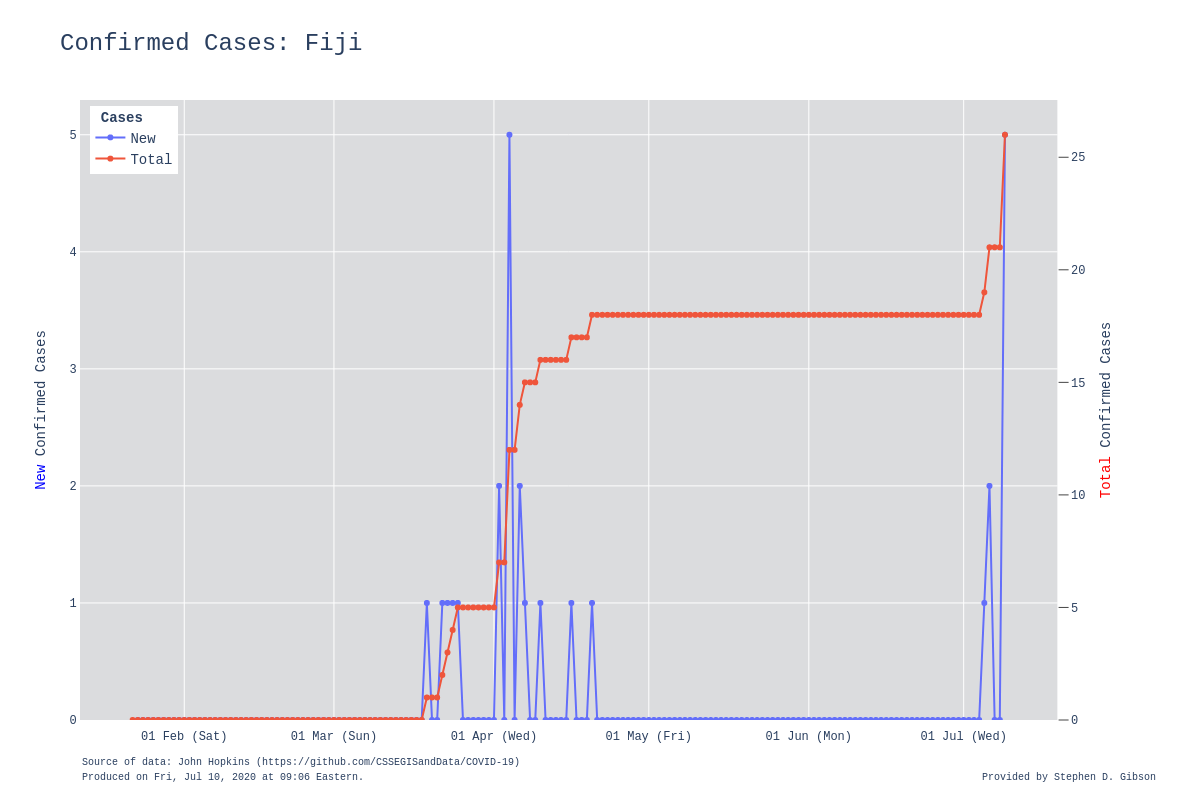 Confirmed Cases: Fiji
Cases
New
Total
5
4
3
2
1
0
25
20
15
10
5
0
New Confirmed Cases
Total Confirmed Cases
01 Feb (Sat)
01 Mar (Sun)
01 Apr (Wed)
01 May (Fri)
01 Jun (Mon)
01 Jul (Wed)
Source of data: John Hopkins (https://github.com/CSSEGISandData/COVID-19)
Produced on Fri, Jul 10, 2020 at 09:06 Eastern.
Provided by Stephen D. Gibson